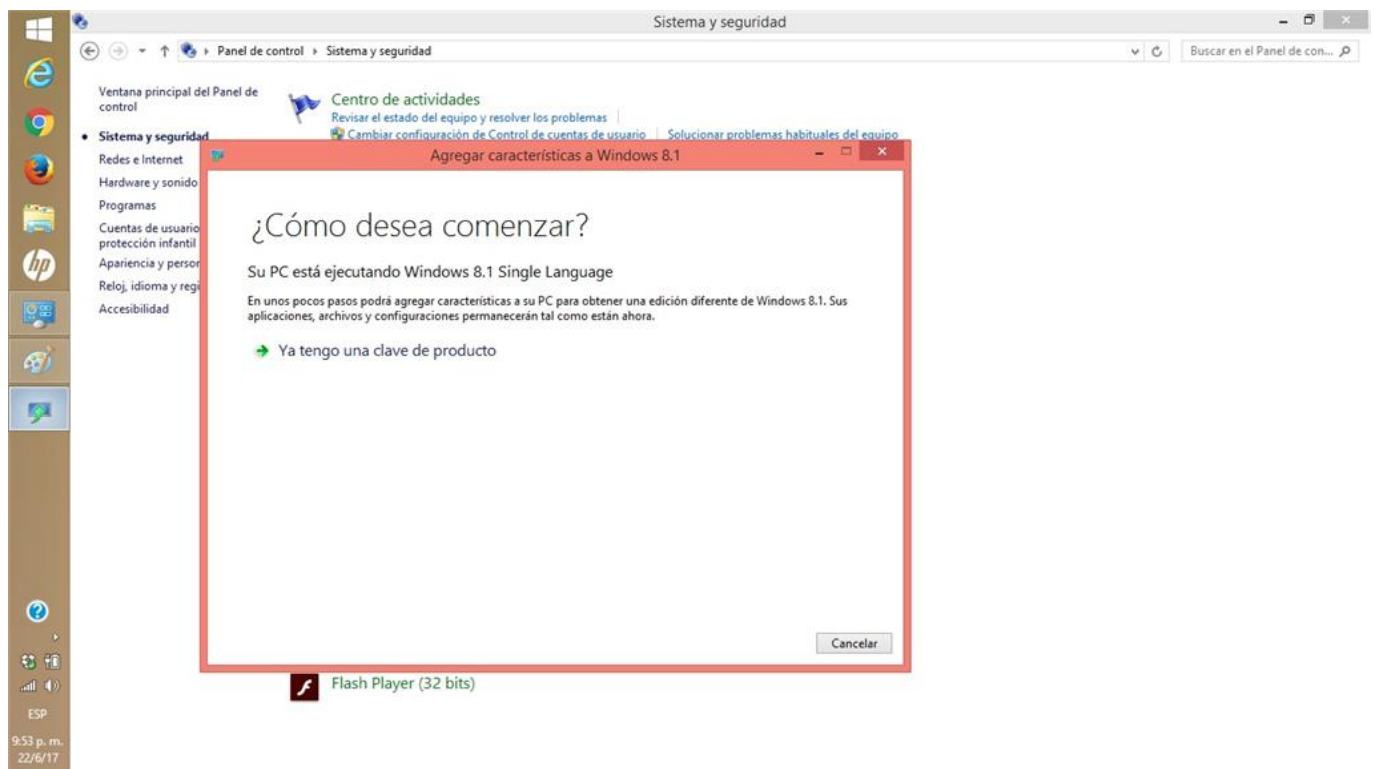 Sistema y seguridad
Panel de control
Sistema y seguridad
Buscar en el Panel de con...
Ventana principal del Panel de
control
Sistema y seguridad
Redes e Internet
Hardware y sonido
Programas
Cuentas de usuario
protección infantil
Apariencia y person
Reloj, idioma y regi
Accesibilidad
Centro de actividades
Revisar el estado del equipo y resolver los problemas
Cambiar configuración de Control de cuentas de usuario
Solucionar problemas habituales del equipo
Agregar características a Windows 8.1
¿Cómo desea comenzar?
Su PC está ejecutando Windows 8.1 Single Language
En unos pocos pasos podrá agregar características a su PC para obtener una edición diferente de Windows 8.1. Sus
aplicaciones, archivos y configuraciones permanecerán tal como están ahora.
Ya tengo una clave de producto
Cancelar
Flash Player (32 bits)
hp
ESP
9:53 p. m.
22/6/17